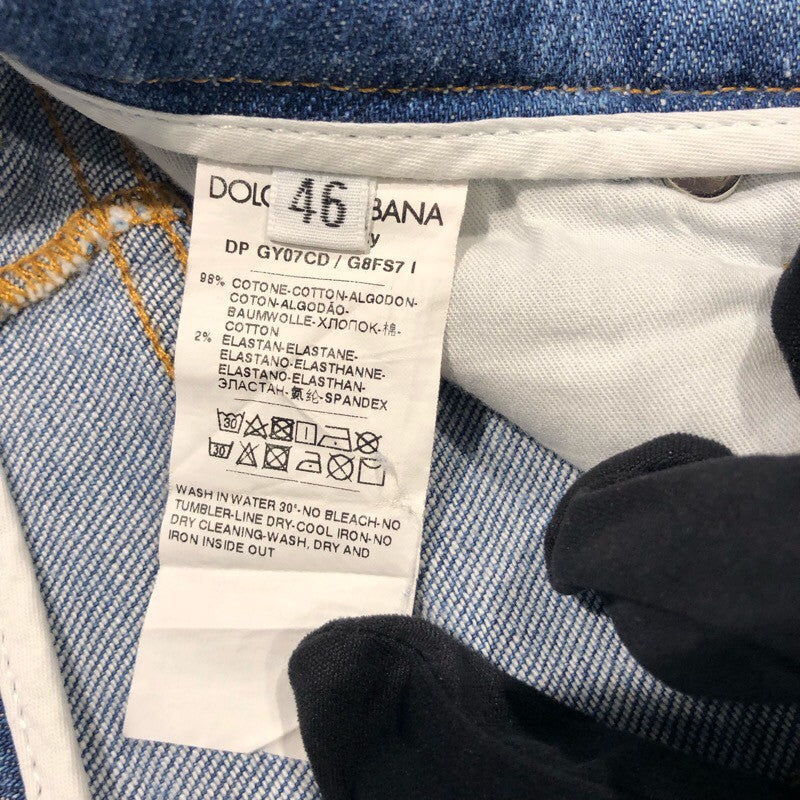 DOLC
BANA
46
DP GY07CD / G8FS7 I
98% COTONE-COTTON-ALGODON-
COTON-ALGODÃO-
BAUMWOLLE-ХЛОПОК-棉-
COTTON
2% ELASTAN-ELASTANE-
ELASTANO-ELASTHANNE-
ELASTANO-ELASTHAN-
ЭЛАСТАН-氨纶-SPANDEX
30
30
WASH IN WATER 30°-NO BLEACH-NO
TUMBLER-LINE DRY-COOL IRON-NO
DRY CLEANING-WASH, DRY AND
IRON INSIDE OUT